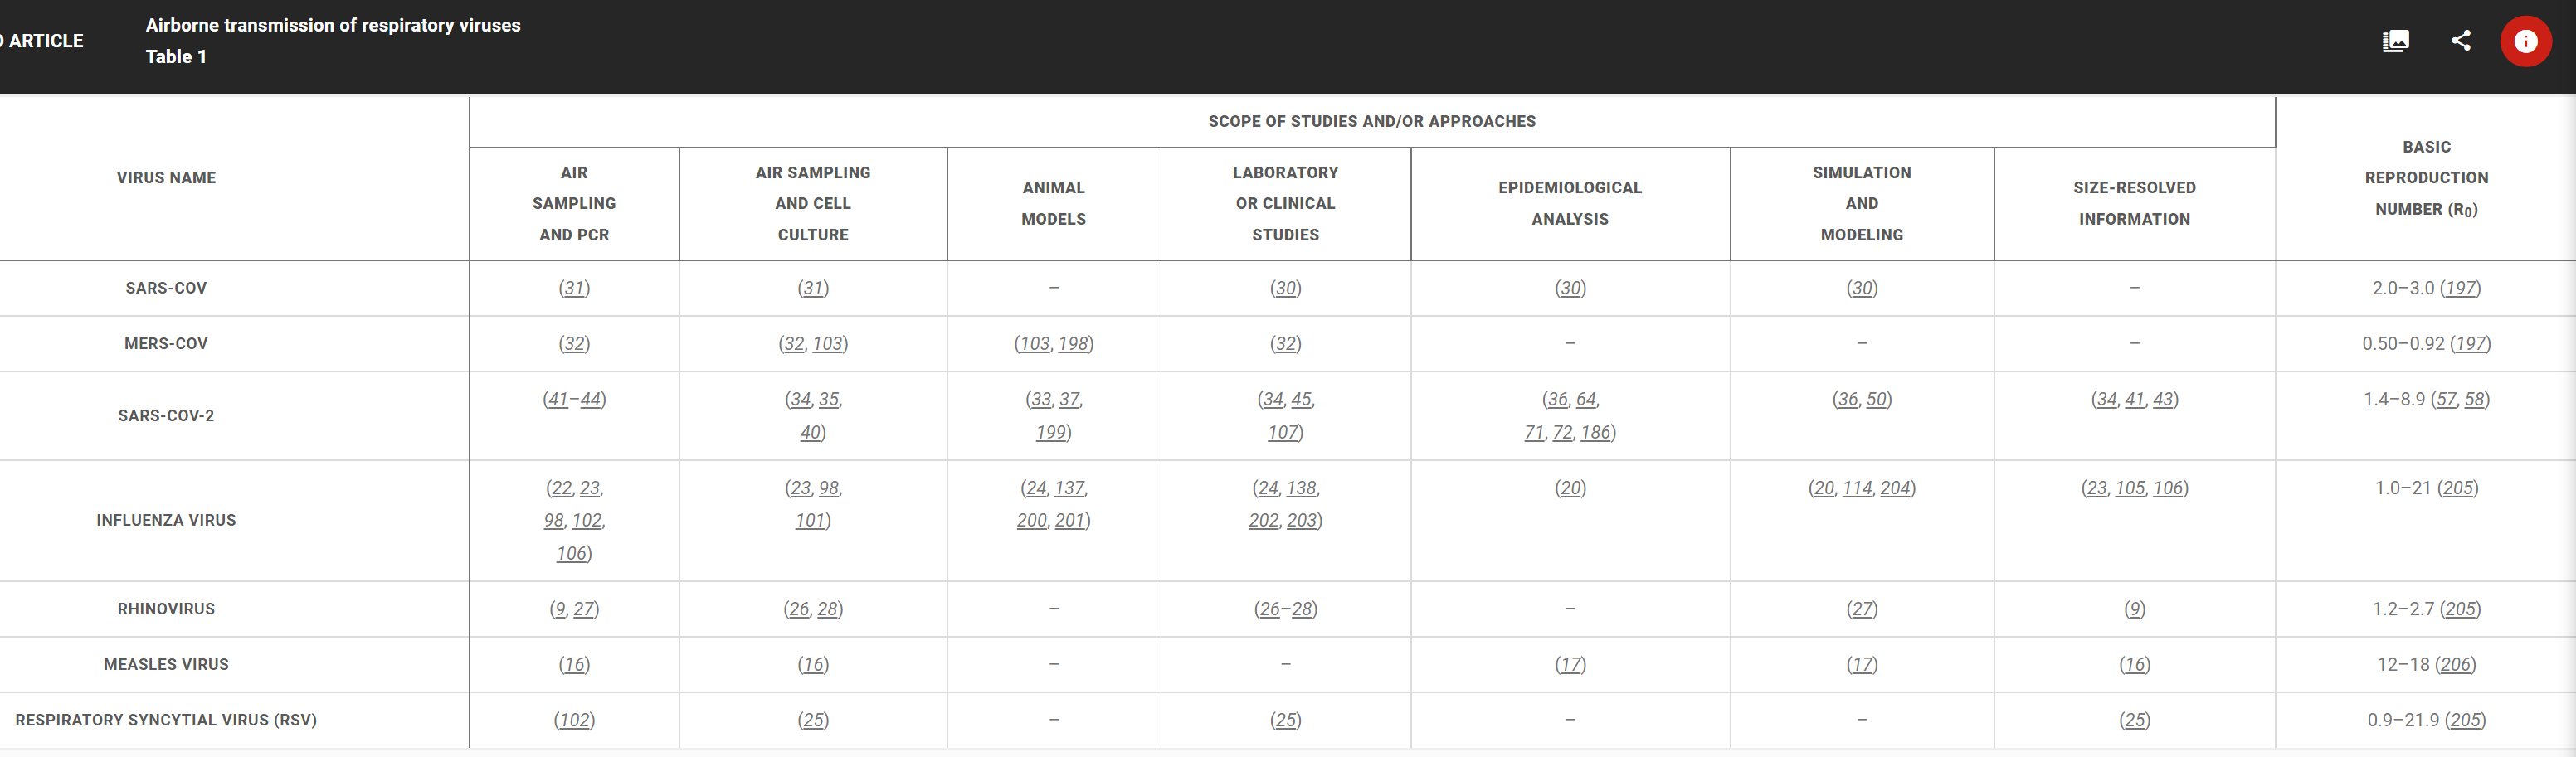 ARTICLE
Airborne transmission of respiratory viruses
Table 1
VIRUS NAME
SCOPE OF STUDIES AND/OR APPROACHES
BASIC
REPRODUCTION
NUMBER (R₀)
AIR
SAMPLING
AND PCR
AIR SAMPLING
AND CELL
CULTURE
ANIMAL
MODELS
LABORATORY
OR CLINICAL
STUDIES
EPIDEMIOLOGICAL
ANALYSIS
SIMULATION
AND
MODELING
SIZE-RESOLVED
INFORMATION
SARS-COV (31) (31) – (30) (30) (30) – 2.0–3.0 (197)
MERS-COV (32) (32, 103) (103, 198) (32) – – – 0.50–0.92 (197)
SARS-COV-2
(41–44)
(34, 35,
40)
(33, 37,
199)
(34, 45,
107)
(36, 64,
71, 72, 186)
(36, 50)
(34, 41, 43)
1.4–8.9 (57, 58)
INFLUENZA VIRUS
(22, 23,
98, 102,
106)
(23, 98,
101)
(24, 137,
200, 201)
(24, 138,
202, 203)
(20)
(20, 114, 204)
(23, 105, 106)
1.0–21 (205)
RHINOVIRUS (9, 27) (26, 28) – (26–28) – (27) (9) 1.2–2.7 (205)
MEASLES VIRUS (16) (16) – – (17) (17) (16) 12–18 (206)
RESPIRATORY SYNCYTIAL VIRUS (RSV) (102) (25) – (25) – – (25) 0.9–21.9 (205)